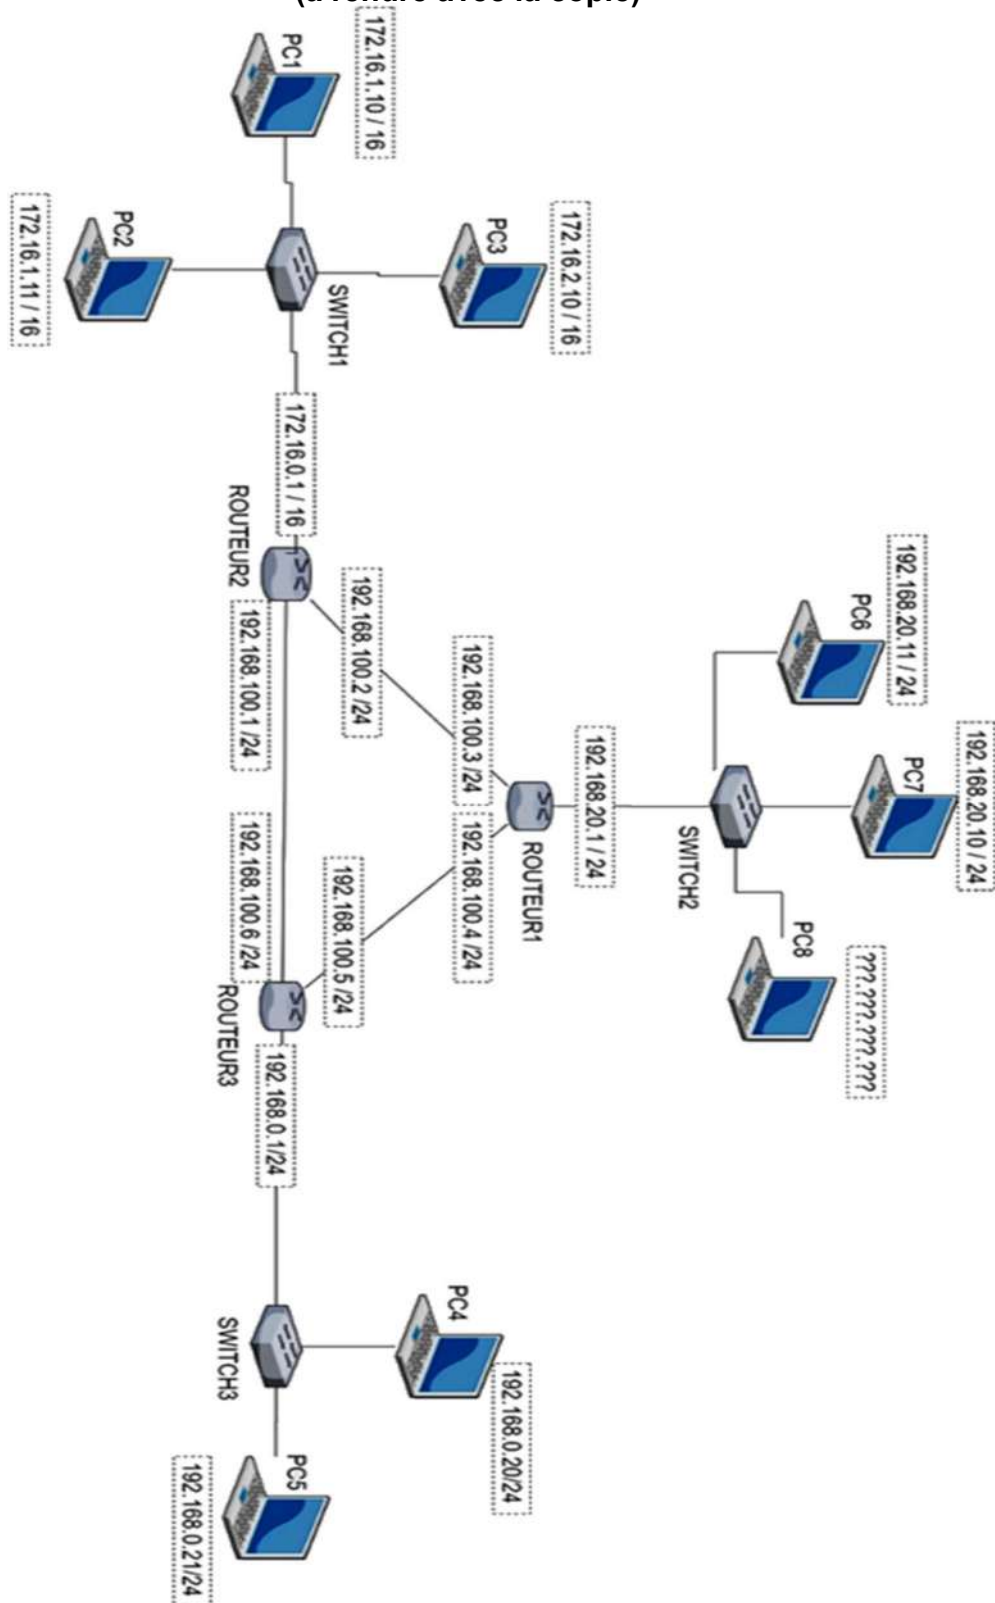 (à rendre avec la copie)
PC1
172.16.1.10 / 16
PC2
172.16.1.11 / 16
PC3
172.16.2.10 / 16
SWITCH1
172.16.0.1 / 16
ROUTEUR2
192.168.100.2 /24
192.168.100.1 /24
192.168.100.3 /24
192.168.100.4 /24
ROUTEUR1
192.168.20.1 / 24
SWITCH2
PC6
192.168.20.11 / 24
PC7
192.168.20.10 / 24
PC8
???.???.???.???
192.168.100.5 /24
192.168.100.6 /24
ROUTEUR3
192.168.0.1/24
SWITCH3
PC4
192.168.0.20/24
PC5
192.168.0.21/24